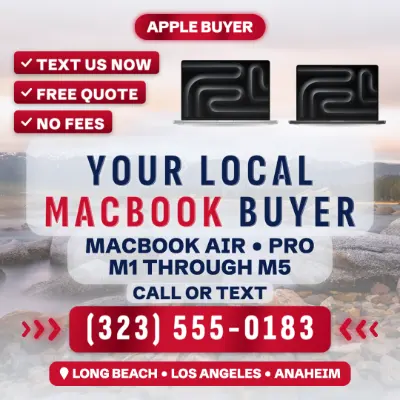 APPLE BUYER
✓ TEXT US NOW
✓ FREE QUOTE
✓ NO FEES
YOUR LOCAL
MACBOOK BUYER
MACBOOK AIR • PRO
M1 THROUGH M5
CALL OR TEXT
(323) 555-0183
LONG BEACH • LOS ANGELES • ANAHEIM